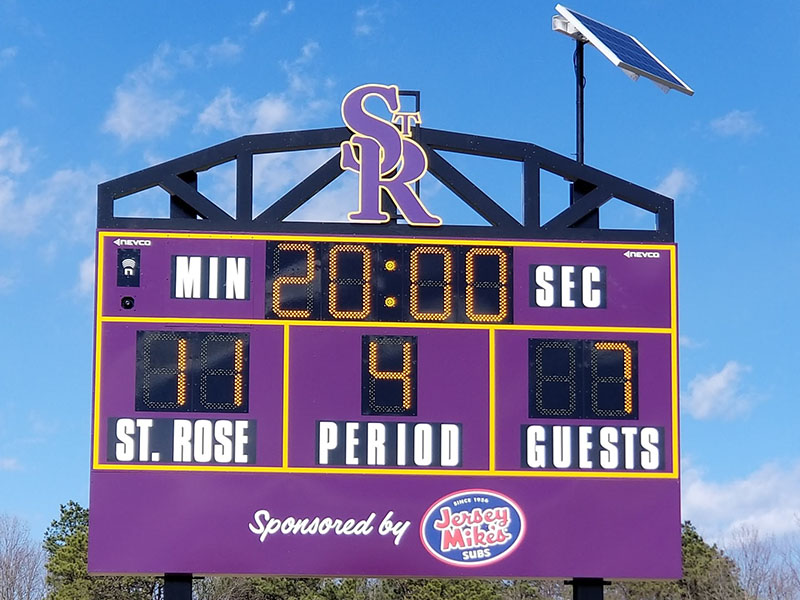 STR
NEVCO NEVCO
MIN 20:00 SEC
11 4 7
ST. ROSE PERIOD GUESTS
Sponsored by SINCE 1956 Jersey Mike's SUBS